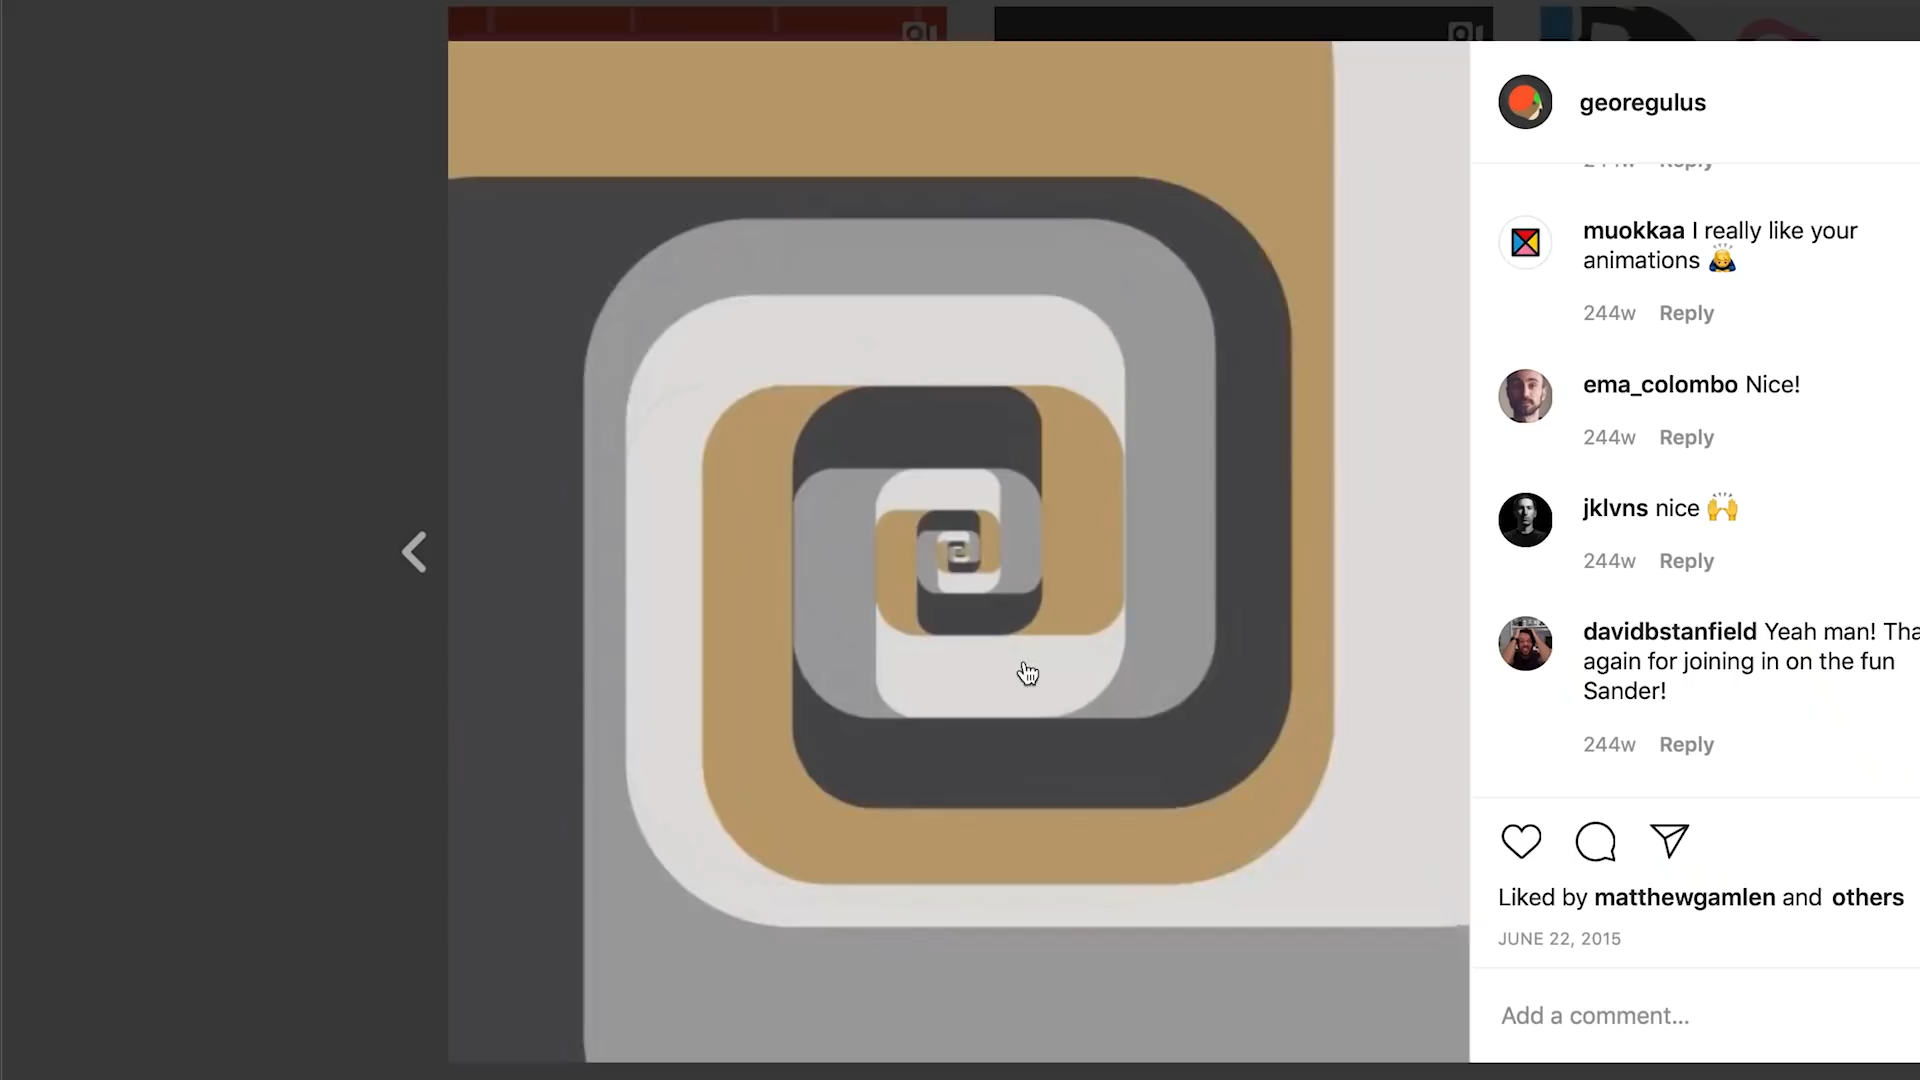 georegulus
Reply
muokkaa I really like your
animations
244w Reply
ema_colombo Nice!
244w Reply
jklvns nice
244w Reply
davidbstanfield Yeah man!
again for joining in on the fun
Sander!
244w Reply
Liked by matthewgamlen and others
JUNE 22, 2015
Add a comment...